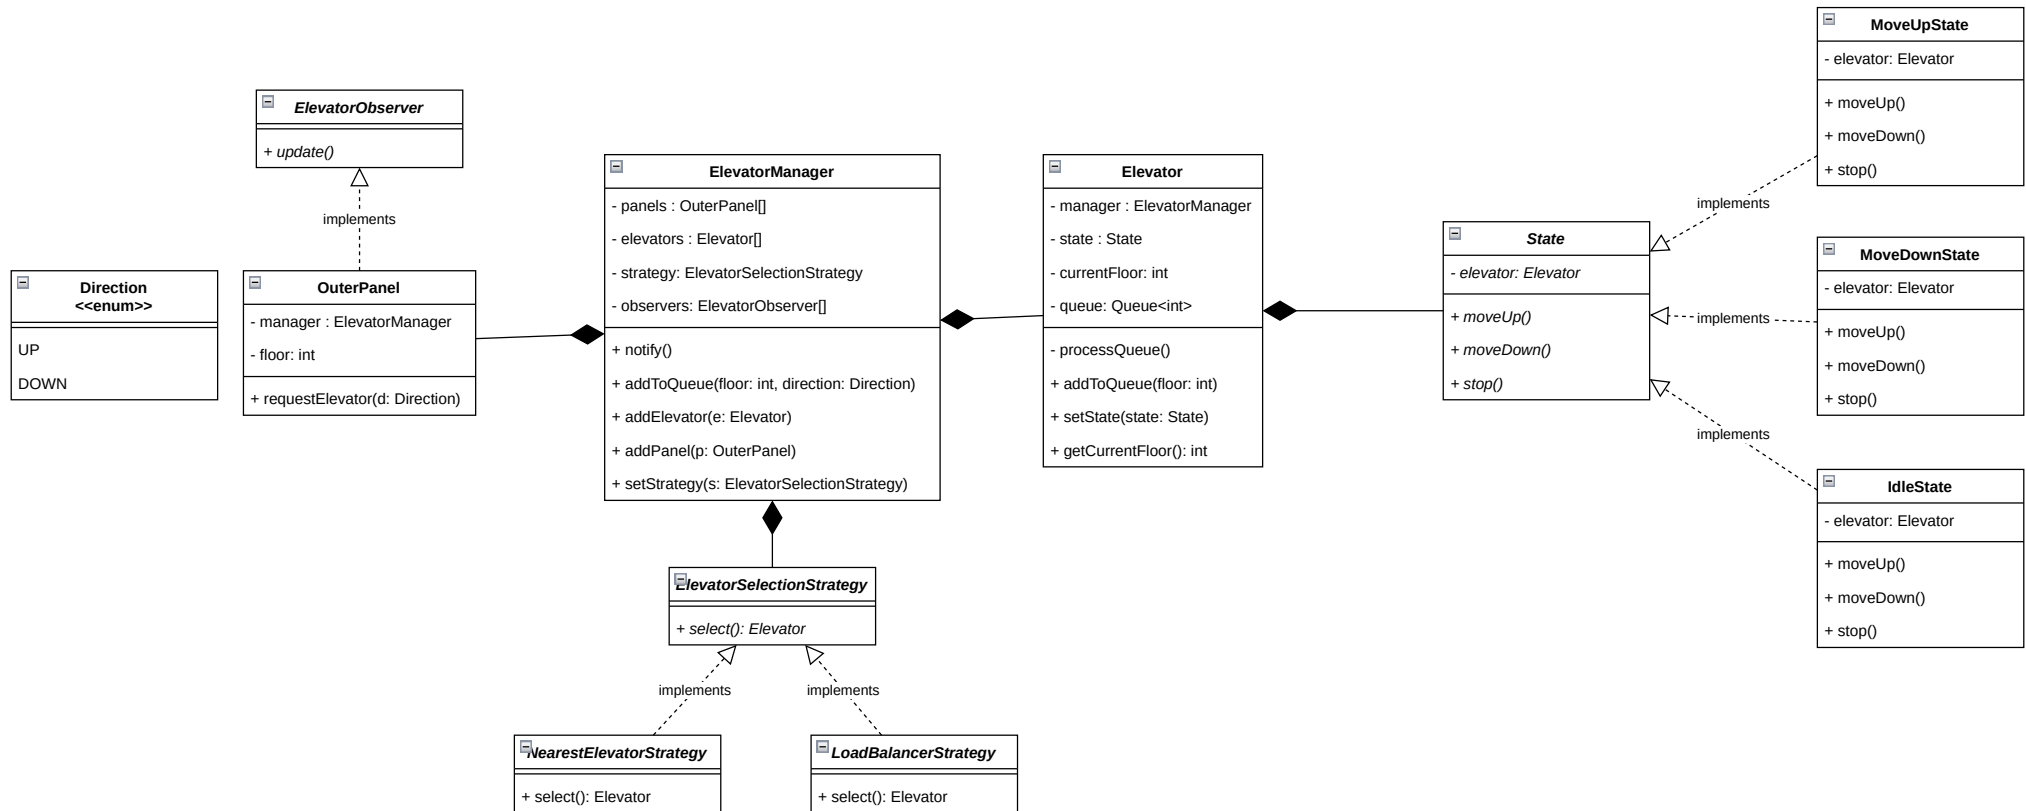 ElevatorObserver
+ update()
implements
Direction
<<enum>>
UP
DOWN
OuterPanel
- manager : ElevatorManager
- floor: int
+ requestElevator(d: Direction)
ElevatorManager
- panels : OuterPanel[]
- elevators : Elevator[]
- strategy: ElevatorSelectionStrategy
- observers: ElevatorObserver[]
+ notify()
+ addToQueue(floor: int, direction: Direction)
+ addElevator(e: Elevator)
+ addPanel(p: OuterPanel)
+ setStrategy(s: ElevatorSelectionStrategy)
ElevatorSelectionStrategy
+ select(): Elevator
implements
implements
NearestElevatorStrategy
+ select(): Elevator
LoadBalancerStrategy
+ select(): Elevator
Elevator
- manager : ElevatorManager
- state : State
- currentFloor: int
- queue: Queue<int>
- processQueue()
+ addToQueue(floor: int)
+ setState(state: State)
+ getCurrentFloor(): int
State
- elevator: Elevator
+ moveUp()
+ moveDown()
+ stop()
implements
implements
implements
MoveUpState
- elevator: Elevator
+ moveUp()
+ moveDown()
+ stop()
MoveDownState
- elevator: Elevator
+ moveUp()
+ moveDown()
+ stop()
IdleState
- elevator: Elevator
+ moveUp()
+ moveDown()
+ stop()